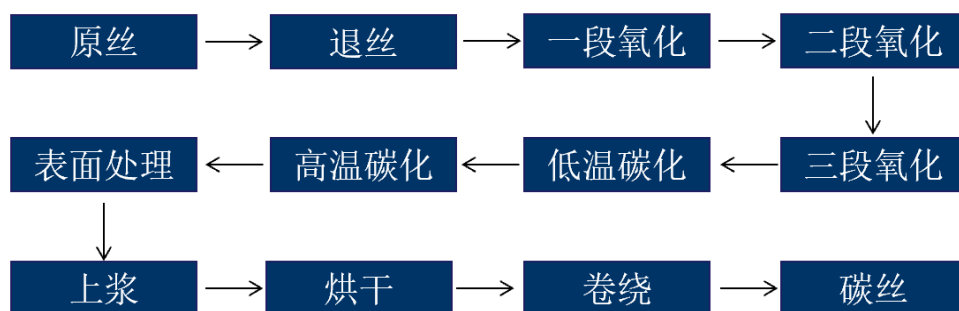 原丝
退丝
一段氧化
二段氧化
三段氧化
低温碳化
高温碳化
表面处理
上浆
烘干
卷绕
碳丝